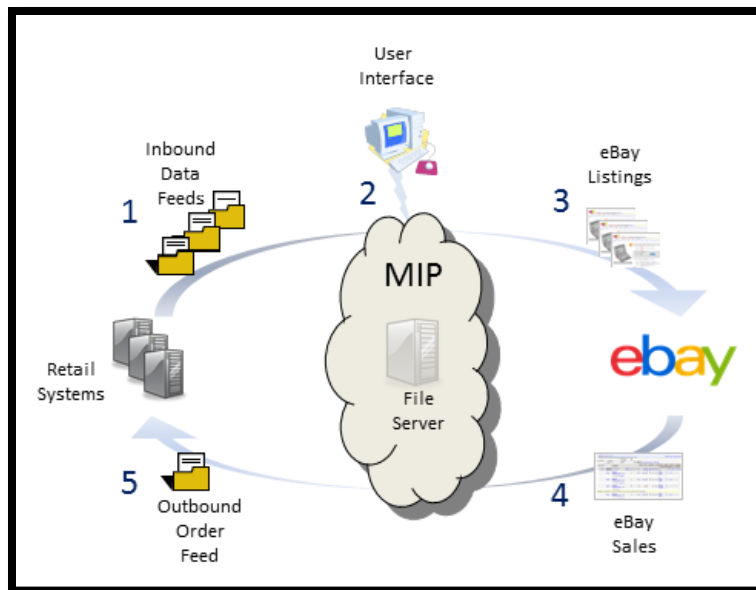 User
Interface
Inbound
Data
Feeds
1
2
3
eBay
Listings
MIP
File
Server
Retail
Systems
ebay
5
Outbound
Order
Feed
4
eBay
Sales